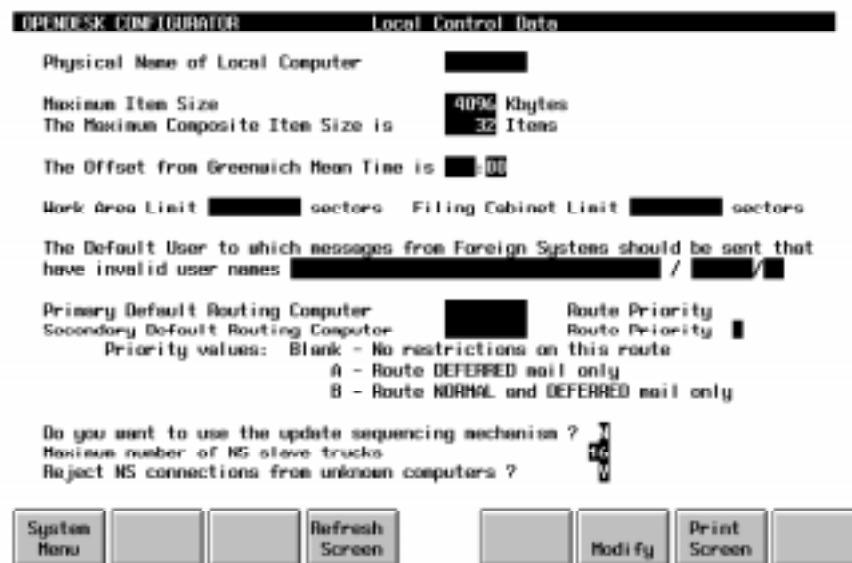 OPENDESK CONFIGURATOR Local Control Data
Physical Name of Local Computer
Maximum Item Size 4096 Kbytes
The Maximum Composite Item Size is 32 Items
The Offset from Greenwich Mean Time is : 00
Work Area Limit sectors Filing Cabinet Limit sectors
The Default User to which messages from Foreign Systems should be sent that
have invalid user names / /
Primary Default Routing Computer Route Priority
Secondary Default Routing Computer Route Priority
Priority values: Blank - No restrictions on this route
A - Route DEFERRED mail only
B - Route NORMAL and DEFERRED mail only
Do you want to use the update sequencing mechanism ?
Maximum number of NS slave trucks 16
Reject NS connections from unknown computers ?
System Menu
Refresh Screen
Modify
Print Screen